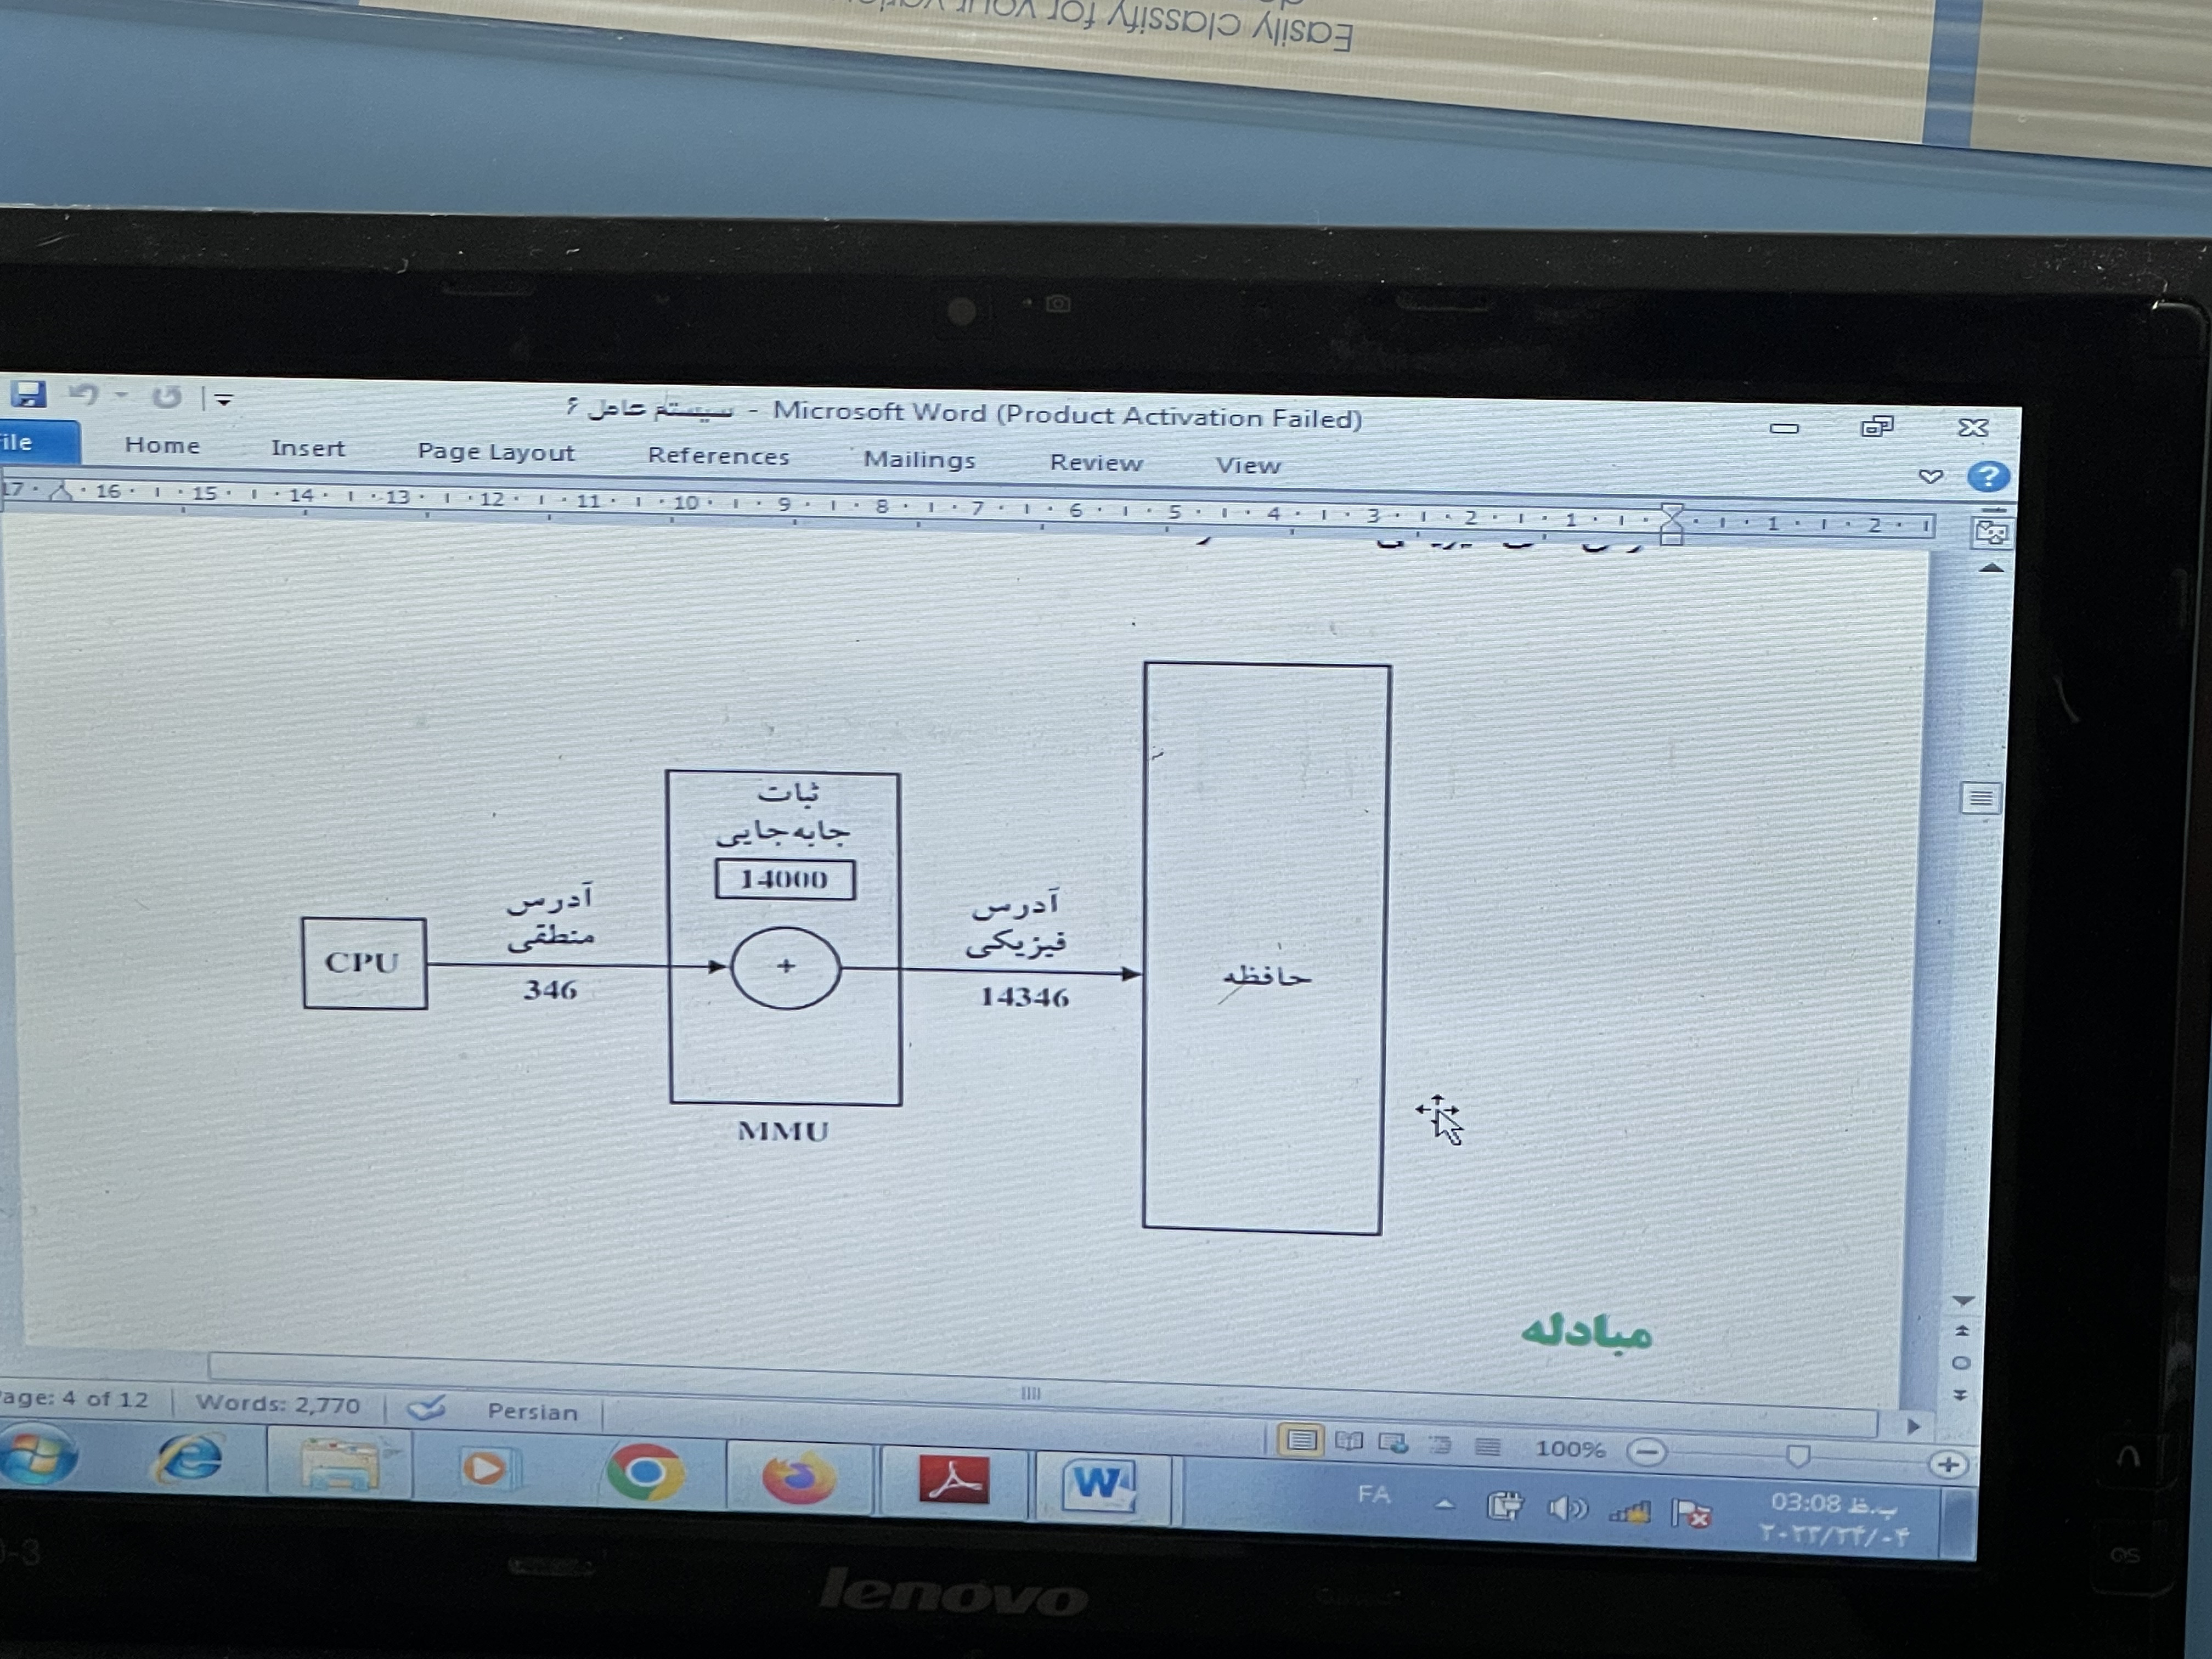 Easily classify for your
سیستم عامل ۶ - Microsoft Word (Product Activation Failed)
Home Insert Page Layout References Mailings Review View
17 16 15 14 13 12 11 10 9 8 7 6 5 4 3 2 1 1 2
ثبات
جابه‌جایی
14000
آدرس
منطقی
346
CPU
+
آدرس
فیزیکی
14346
حافظه
MMU
مبادله
Page: 4 of 12 Words: 2,770 Persian
100%
FA
03:08 ب.ظ
۲۰۲۳/۲۴/۰۴
lenovo